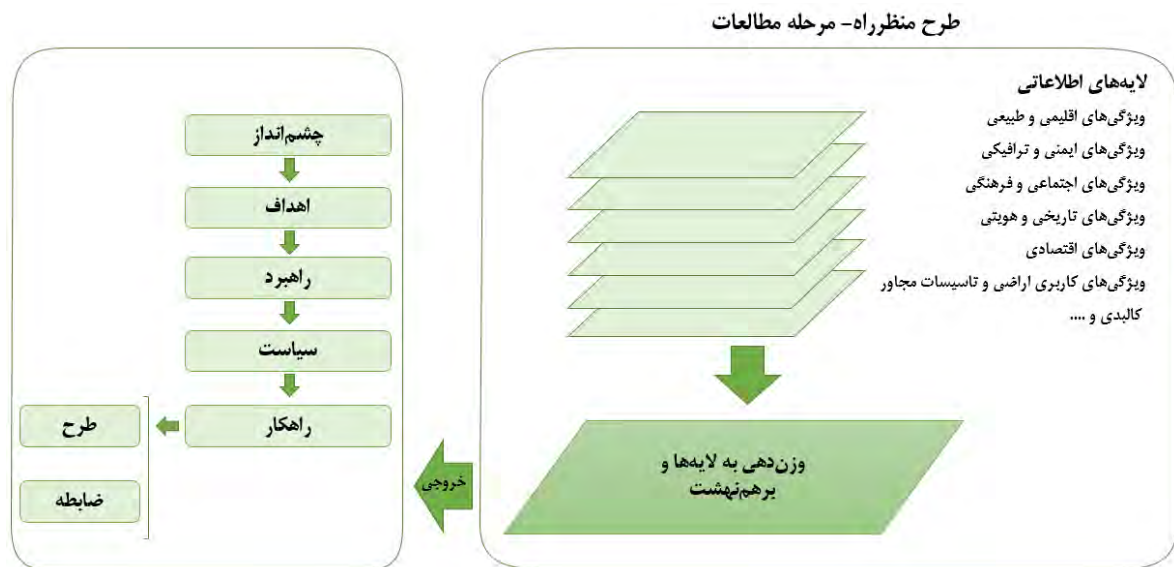 طرح منظرراه- مرحله مطالعات
لایه‌های اطلاعاتی
ویژگی‌های اقلیمی و طبیعی
ویژگی‌های ایمنی و ترافیکی
ویژگی‌های اجتماعی و فرهنگی
ویژگی‌های تاریخی و هویتی
ویژگی‌های اقتصادی
ویژگی‌های کاربری اراضی و تاسیسات مجاور
کالبدی و ....
وزن‌دهی به لایه‌ها و
برهم‌نهشت
خروجی
چشم‌انداز
اهداف
راهبرد
سیاست
راهکار
طرح
ضابطه